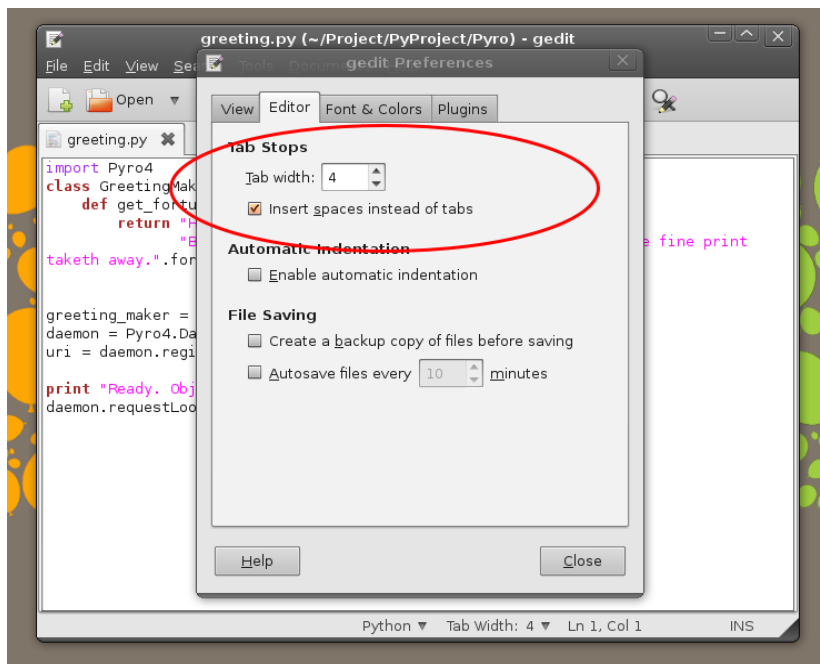 greeting.py (~/Project/PyProject/Pyro) - gedit
File Edit View Sea Tools Docum
gedit Preferences
Open
View Editor Font & Colors Plugins
greeting.py
Tab Stops
Tab width: 4
Insert spaces instead of tabs
Automatic Indentation
Enable automatic indentation
File Saving
Create a backup copy of files before saving
Autosave files every 10 minutes
Help Close
import Pyro4
class GreetingMak
def get_fortu
return "H
"B e fine print
taketh away.".for
greeting_maker =
daemon = Pyro4.Da
uri = daemon.regi
print "Ready. Obj
daemon.requestLoo
Python Tab Width: 4 Ln 1, Col 1 INS